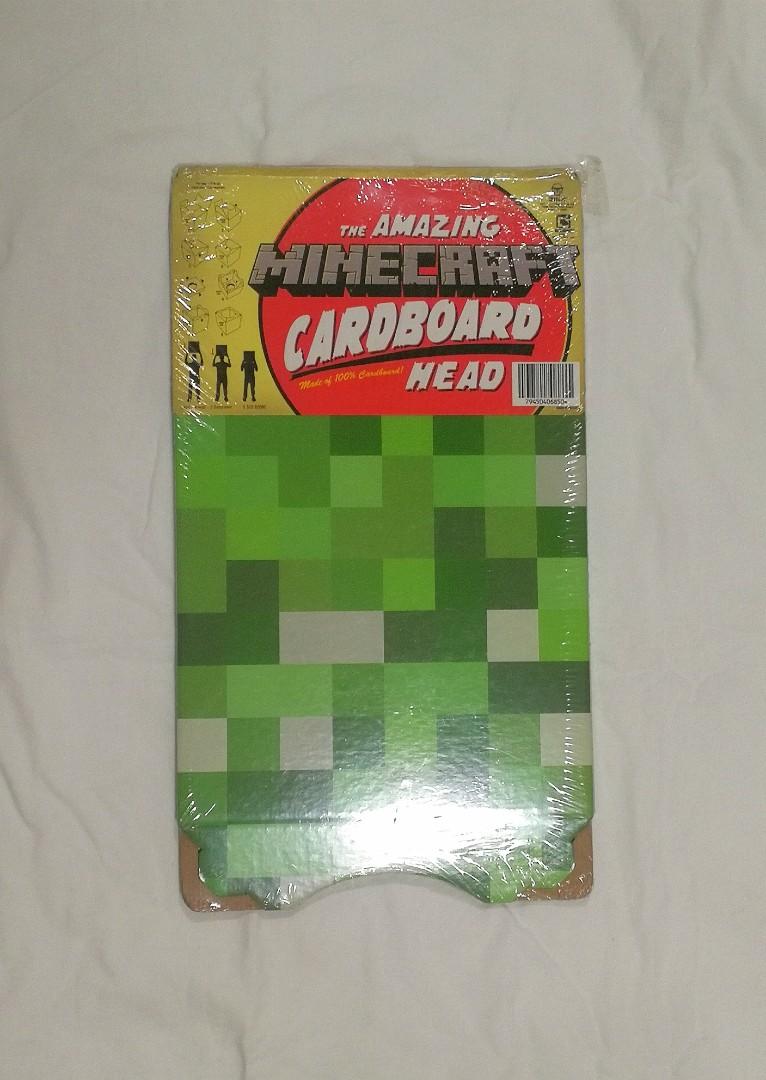 THE AMAZING
MINECRAFT
CARDBOARD
HEAD
Made of 100% Cardboard!